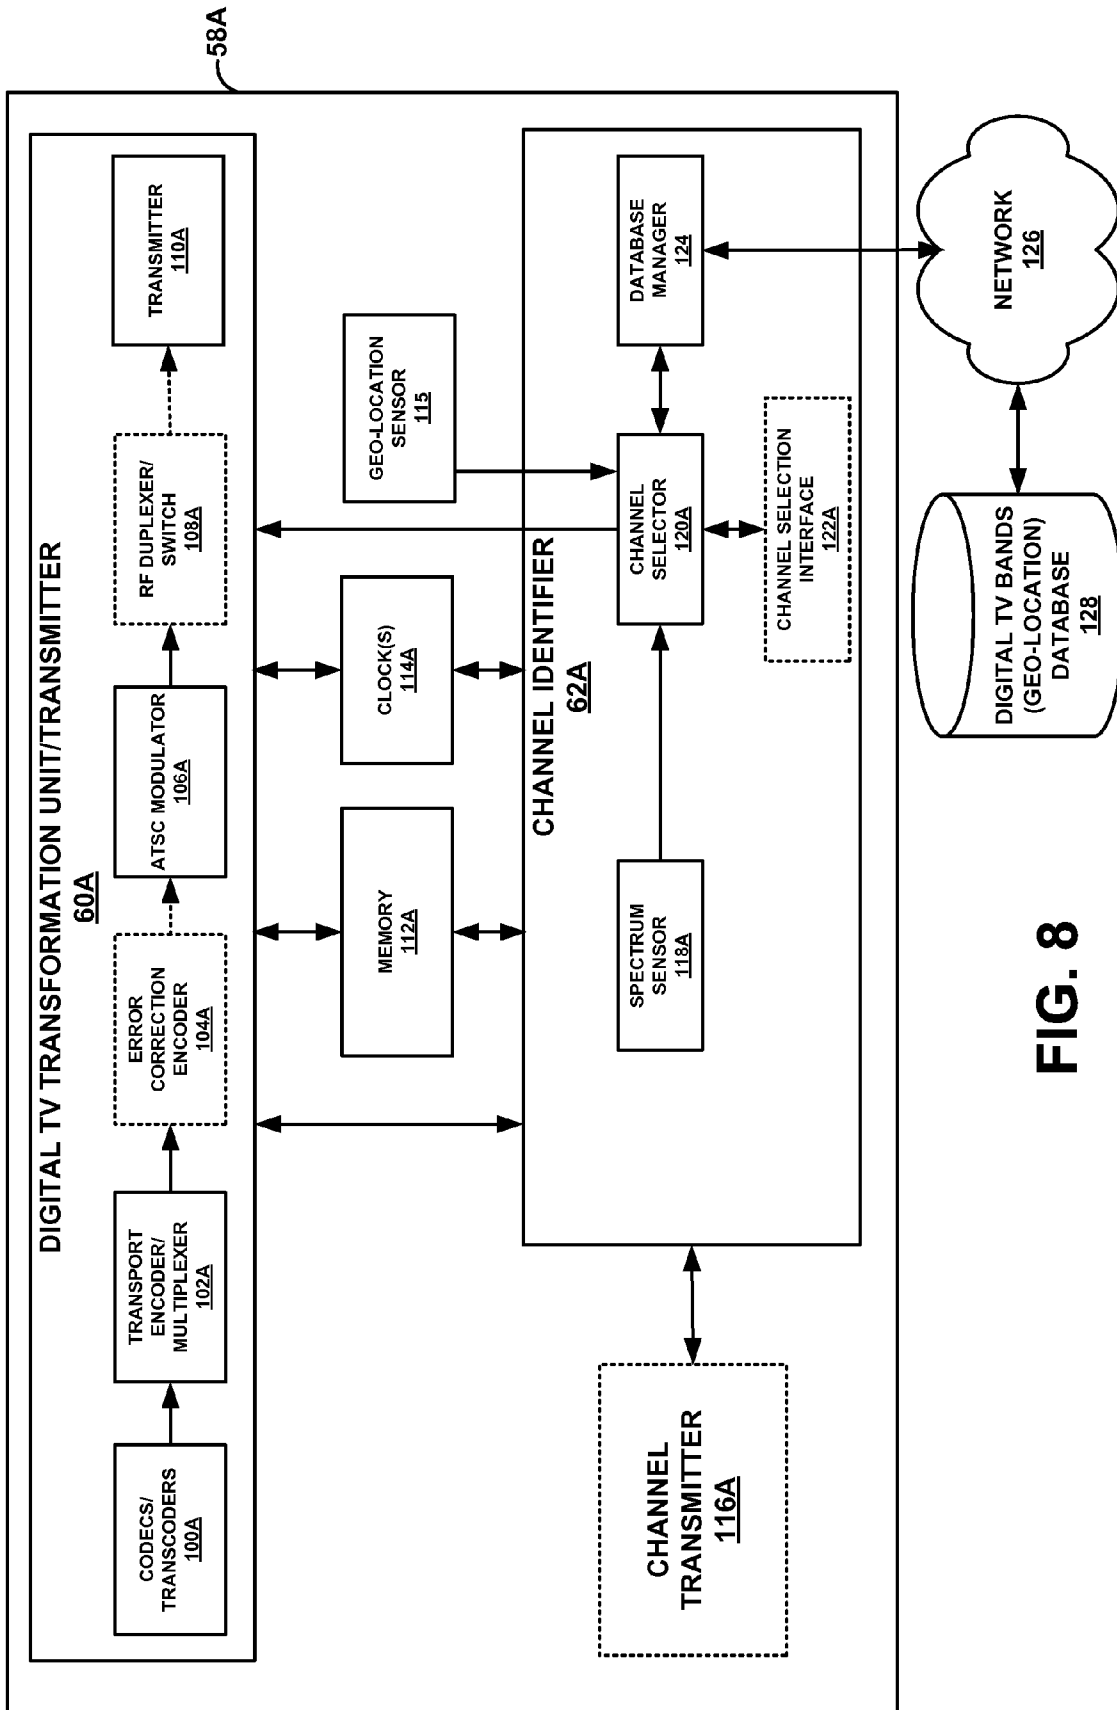 58A
DIGITAL TV TRANSFORMATION UNIT/TRANSMITTER
60A
CODECS/
TRANSCODERS
100A
TRANSPORT
ENCODER/
MULTIPLEXER
102A
ERROR
CORRECTION
ENCODER
104A
ATSC MODULATOR
106A
RF DUPLEXER/
SWITCH
108A
TRANSMITTER
110A
MEMORY
112A
CLOCK(S)
114A
GEO-LOCATION
SENSOR
115
CHANNEL
TRANSMITTER
116A
CHANNEL IDENTIFIER
62A
SPECTRUM
SENSOR
118A
CHANNEL
SELECTOR
120A
DATABASE
MANAGER
124
CHANNEL SELECTION
INTERFACE
122A
DIGITAL TV BANDS
(GEO-LOCATION)
DATABASE
128
NETWORK
126
FIG. 8